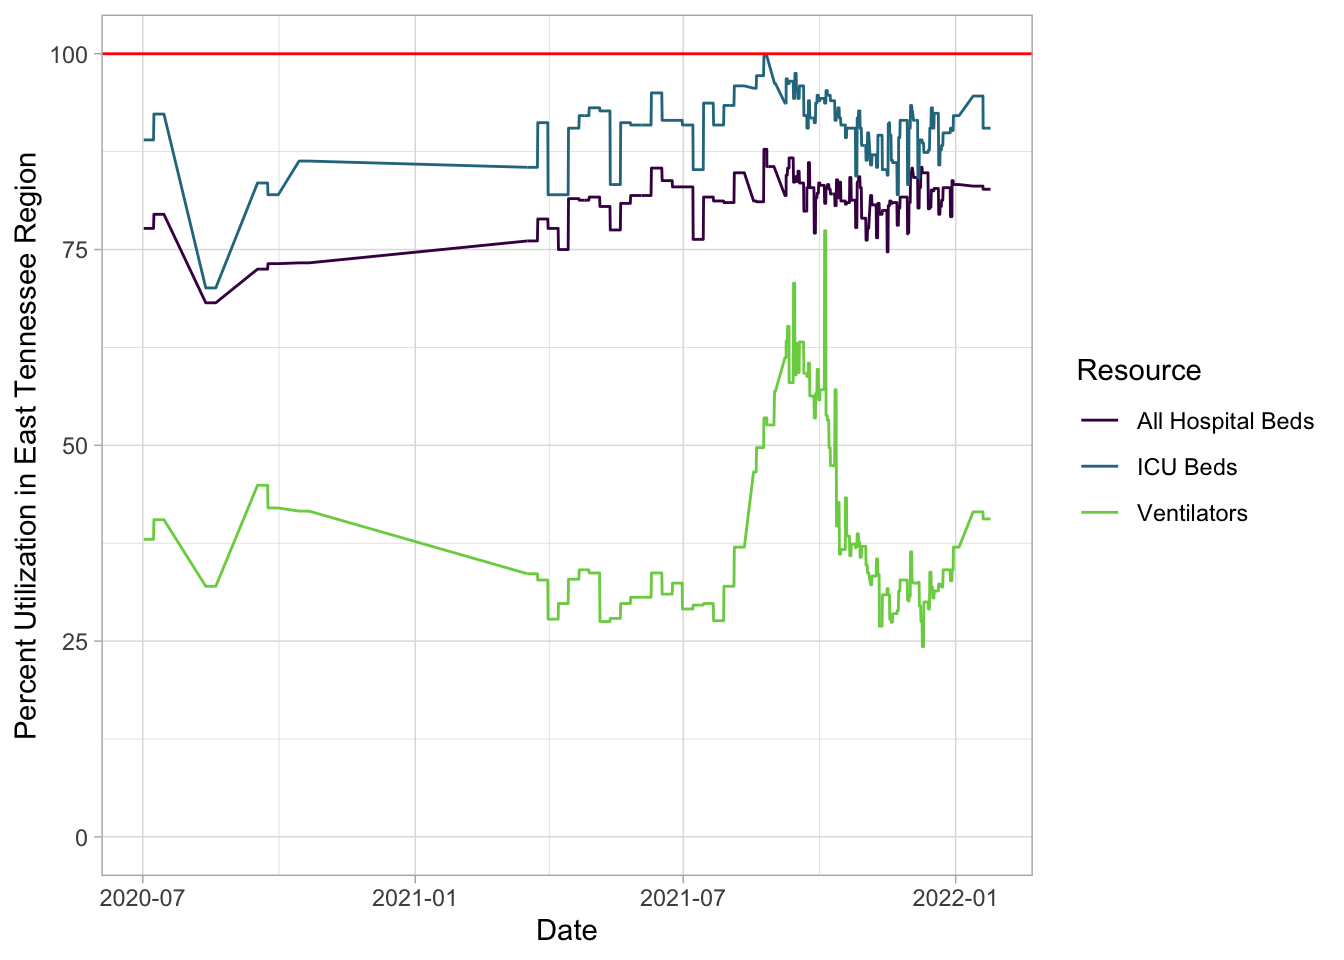 Percent Utilization in East Tennessee Region
100
75
50
25
0
2020-07
2021-01
2021-07
2022-01
Date
Resource
All Hospital Beds
ICU Beds
Ventilators